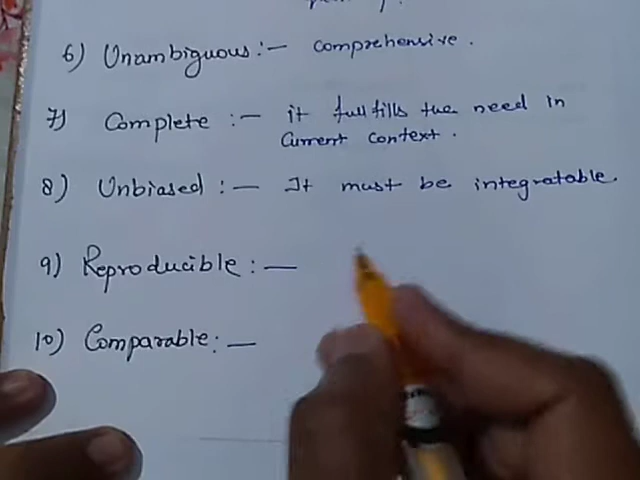 6) Unambiguous :- comprehensive.
7) Complete :- it fullfills the need in
Current context.
8) Unbiased :- It must be integratable.
9) Reproducible :-
10) Comparable :-